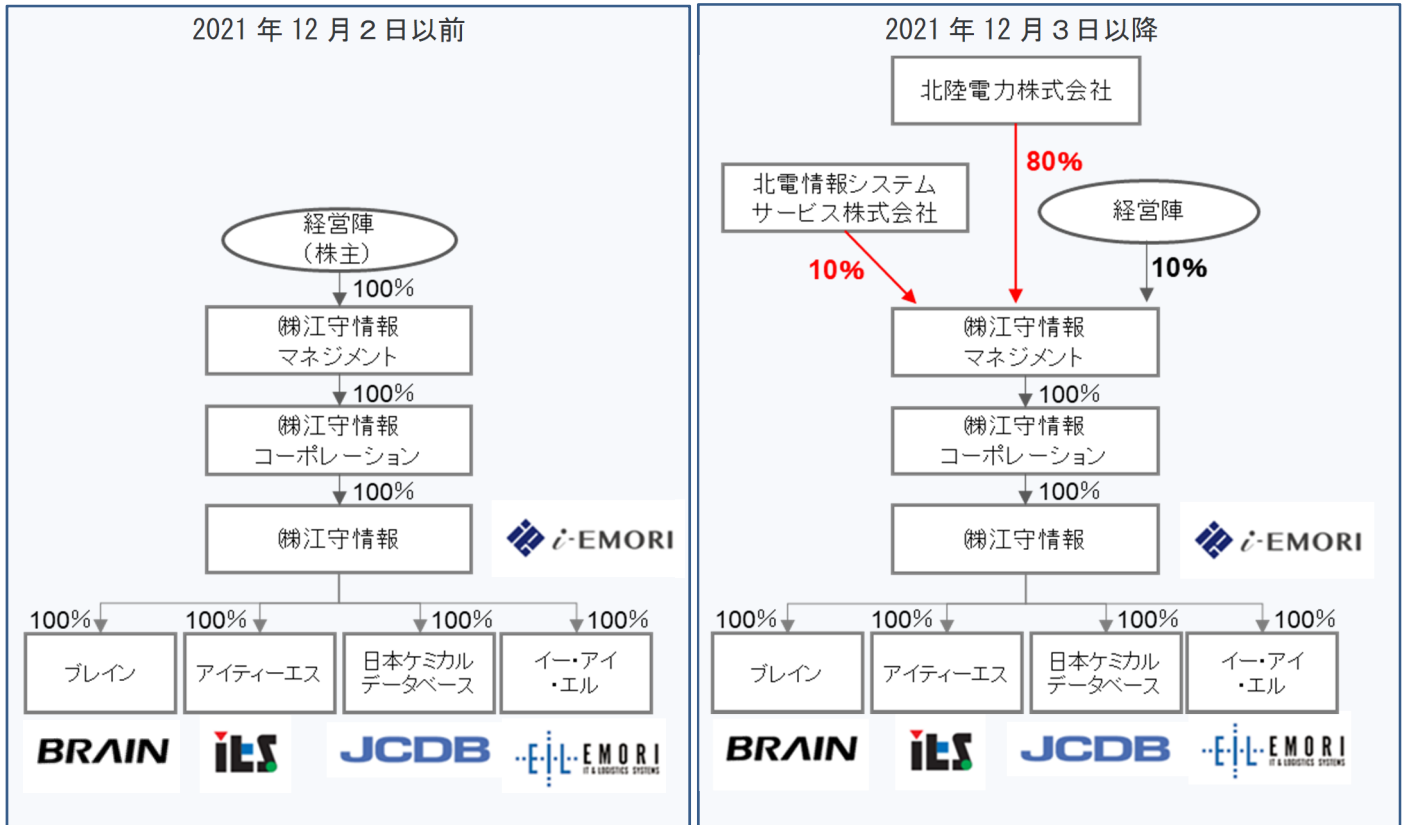 2021年12月２日以前
経営陣
（株主）
100%
㈱江守情報
マネジメント
100%
㈱江守情報
コーポレーション
100%
㈱江守情報
i-EMORI
100%
100%
100%
100%
ブレイン
アイティーエス
日本ケミカル
データベース
イー・アイ
・エル
BRAIN
iTS
JCDB
EIL EMORI
IT & LOGISTICS SYSTEMS
2021年12月３日以降
北陸電力株式会社
80%
北電情報システム
サービス株式会社
10%
経営陣
10%
㈱江守情報
マネジメント
100%
㈱江守情報
コーポレーション
100%
㈱江守情報
i-EMORI
100%
100%
100%
100%
ブレイン
アイティーエス
日本ケミカル
データベース
イー・アイ
・エル
BRAIN
iTS
JCDB
EIL EMORI
IT & LOGISTICS SYSTEMS